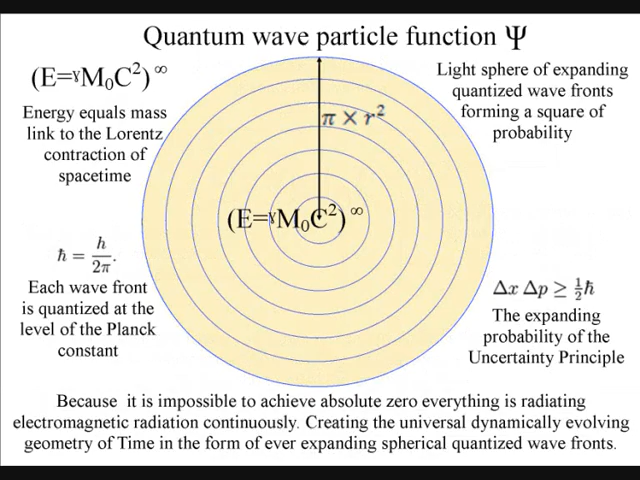 Quantum wave particle function Ψ
(E=ᵞM₀C²)^∞
Energy equals mass
link to the Lorentz
contraction of
spacetime
Light sphere of expanding
quantized wave fronts
forming a square of
probability
π × r²
(E=ᵞM₀C²)^∞
ħ = h/2π.
Each wave front
is quantized at the
level of the Planck
constant
Δx Δp ≥ ½ħ
The expanding
probability of the
Uncertainty Principle
Because it is impossible to achieve absolute zero everything is radiating
electromagnetic radiation continuously. Creating the universal dynamically evolving
geometry of Time in the form of ever expanding spherical quantized wave fronts.